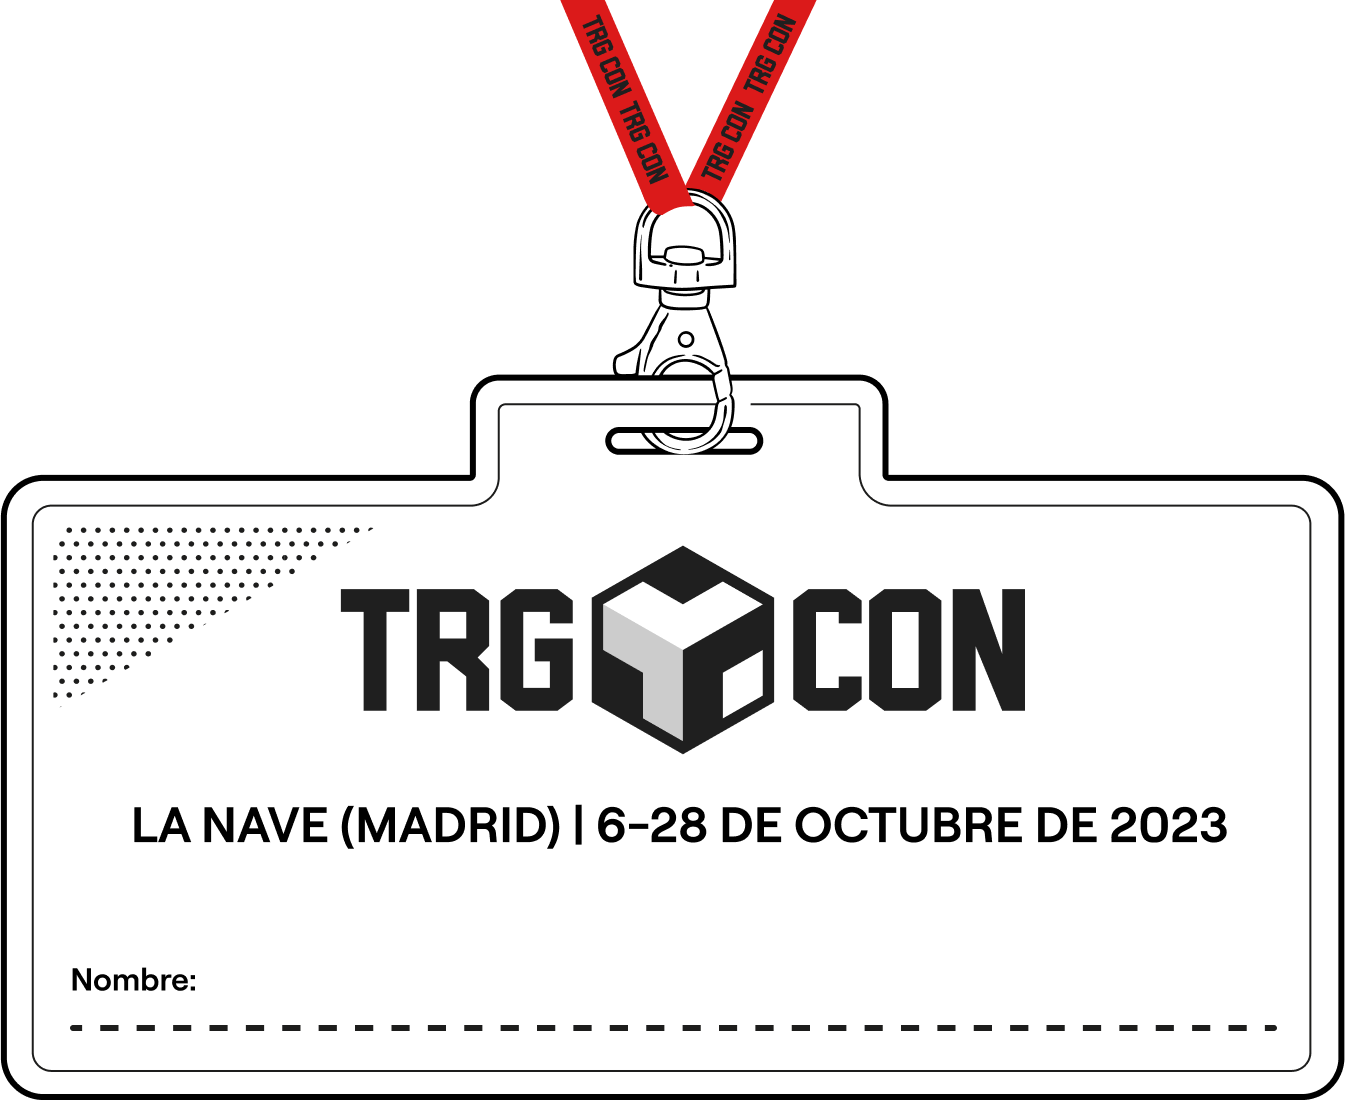 TRG CON TRG CON
TRG CON TRG CON
TRG CON
LA NAVE (MADRID) | 6-28 DE OCTUBRE DE 2023
Nombre: